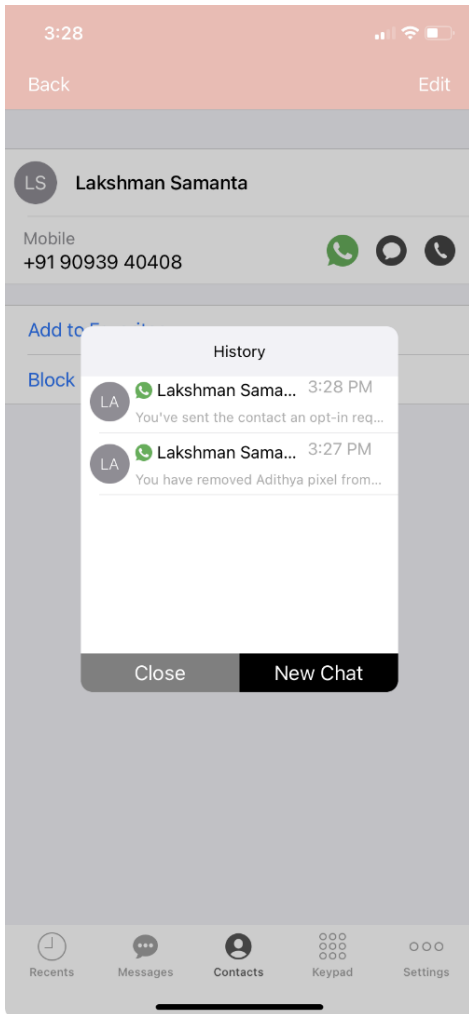 3:28
Back Edit
LS Lakshman Samanta
Mobile
+91 90939 40408
Add to
Block
History
LA Lakshman Sama... 3:28 PM
You've sent the contact an opt-in req...
LA Lakshman Sama... 3:27 PM
You have removed Adithya pixel from...
Close New Chat
Recents Messages Contacts Keypad Settings